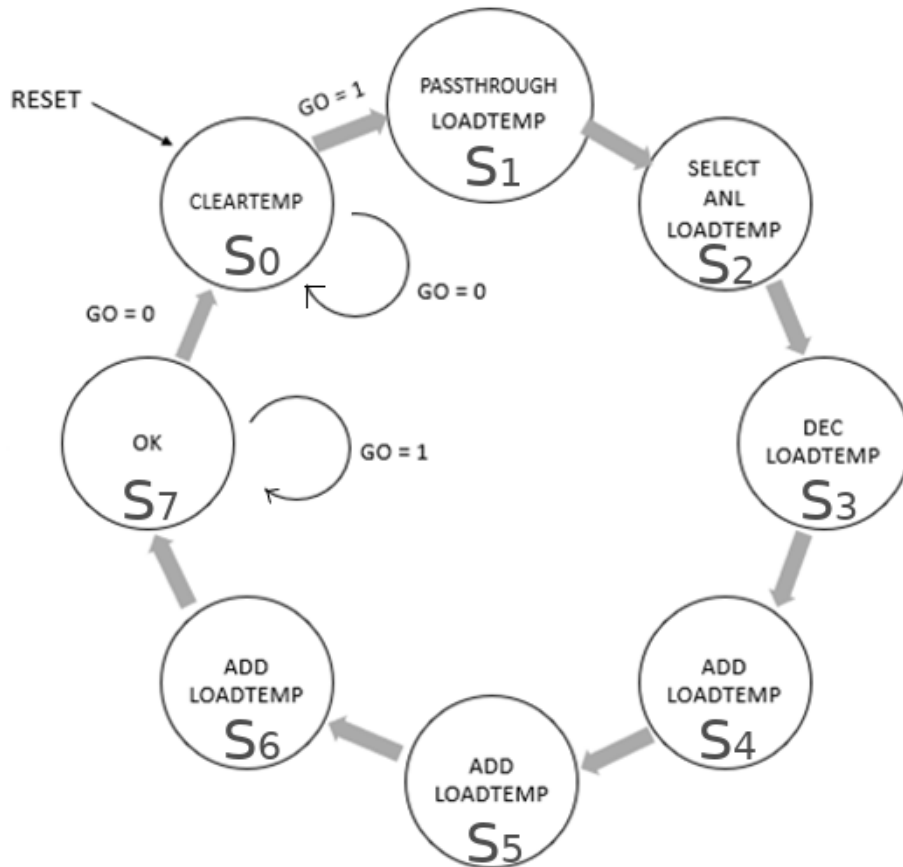 RESET
GO = 1
PASSTHROUGH
LOADTEMP
S1
SELECT
ANL
LOADTEMP
S2
CLEARTEMP
S0
GO = 0
GO = 0
DEC
LOADTEMP
S3
OK
S7
GO = 1
ADD
LOADTEMP
S4
ADD
LOADTEMP
S6
ADD
LOADTEMP
S5